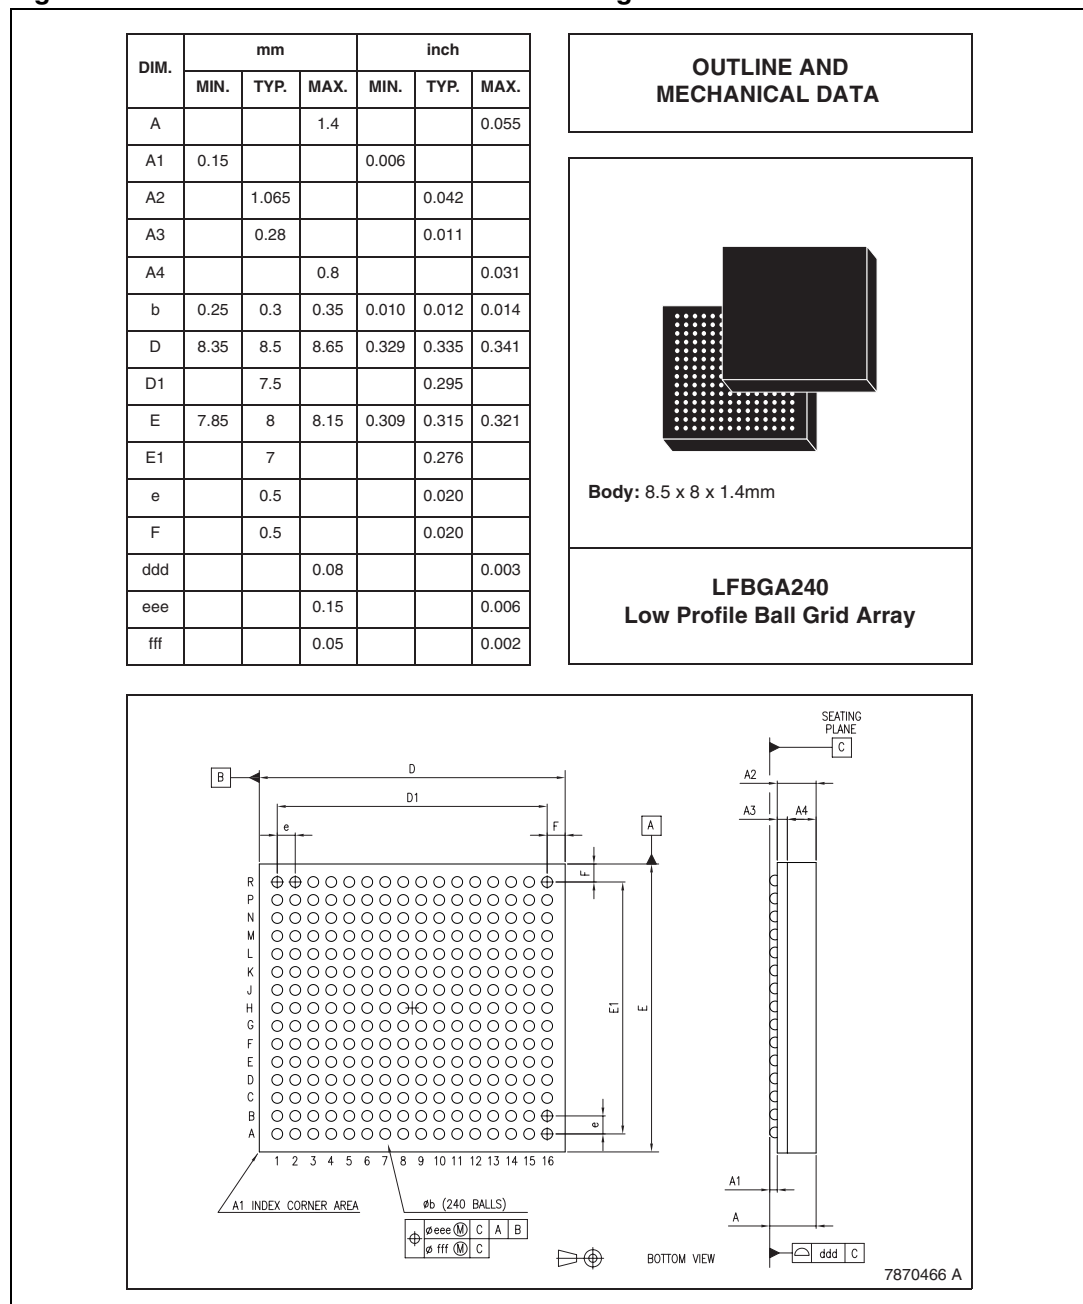 DIM. mm inch
MIN. TYP. MAX. MIN. TYP. MAX.
A 1.4 0.055
A1 0.15 0.006
A2 1.065 0.042
A3 0.28 0.011
A4 0.8 0.031
b 0.25 0.3 0.35 0.010 0.012 0.014
D 8.35 8.5 8.65 0.329 0.335 0.341
D1 7.5 0.295
E 7.85 8 8.15 0.309 0.315 0.321
E1 7 0.276
e 0.5 0.020
F 0.5 0.020
ddd 0.08 0.003
eee 0.15 0.006
fff 0.05 0.002
OUTLINE AND
MECHANICAL DATA
Body: 8.5 x 8 x 1.4mm
LFBGA240
Low Profile Ball Grid Array
SEATING
PLANE
C
B
D
A2
D1
A3 A4
e
F
A
F
R
P
N
M
L
K
J
H
G
F
E
D
C
B
A
E1
E
e
1 2 3 4 5 6 7 8 9 10 11 12 13 14 15 16
A1
A1 INDEX CORNER AREA
øb (240 BALLS)
A
ø eee Ⓜ C A B
ø fff Ⓜ C
BOTTOM VIEW
ddd C
7870466 A